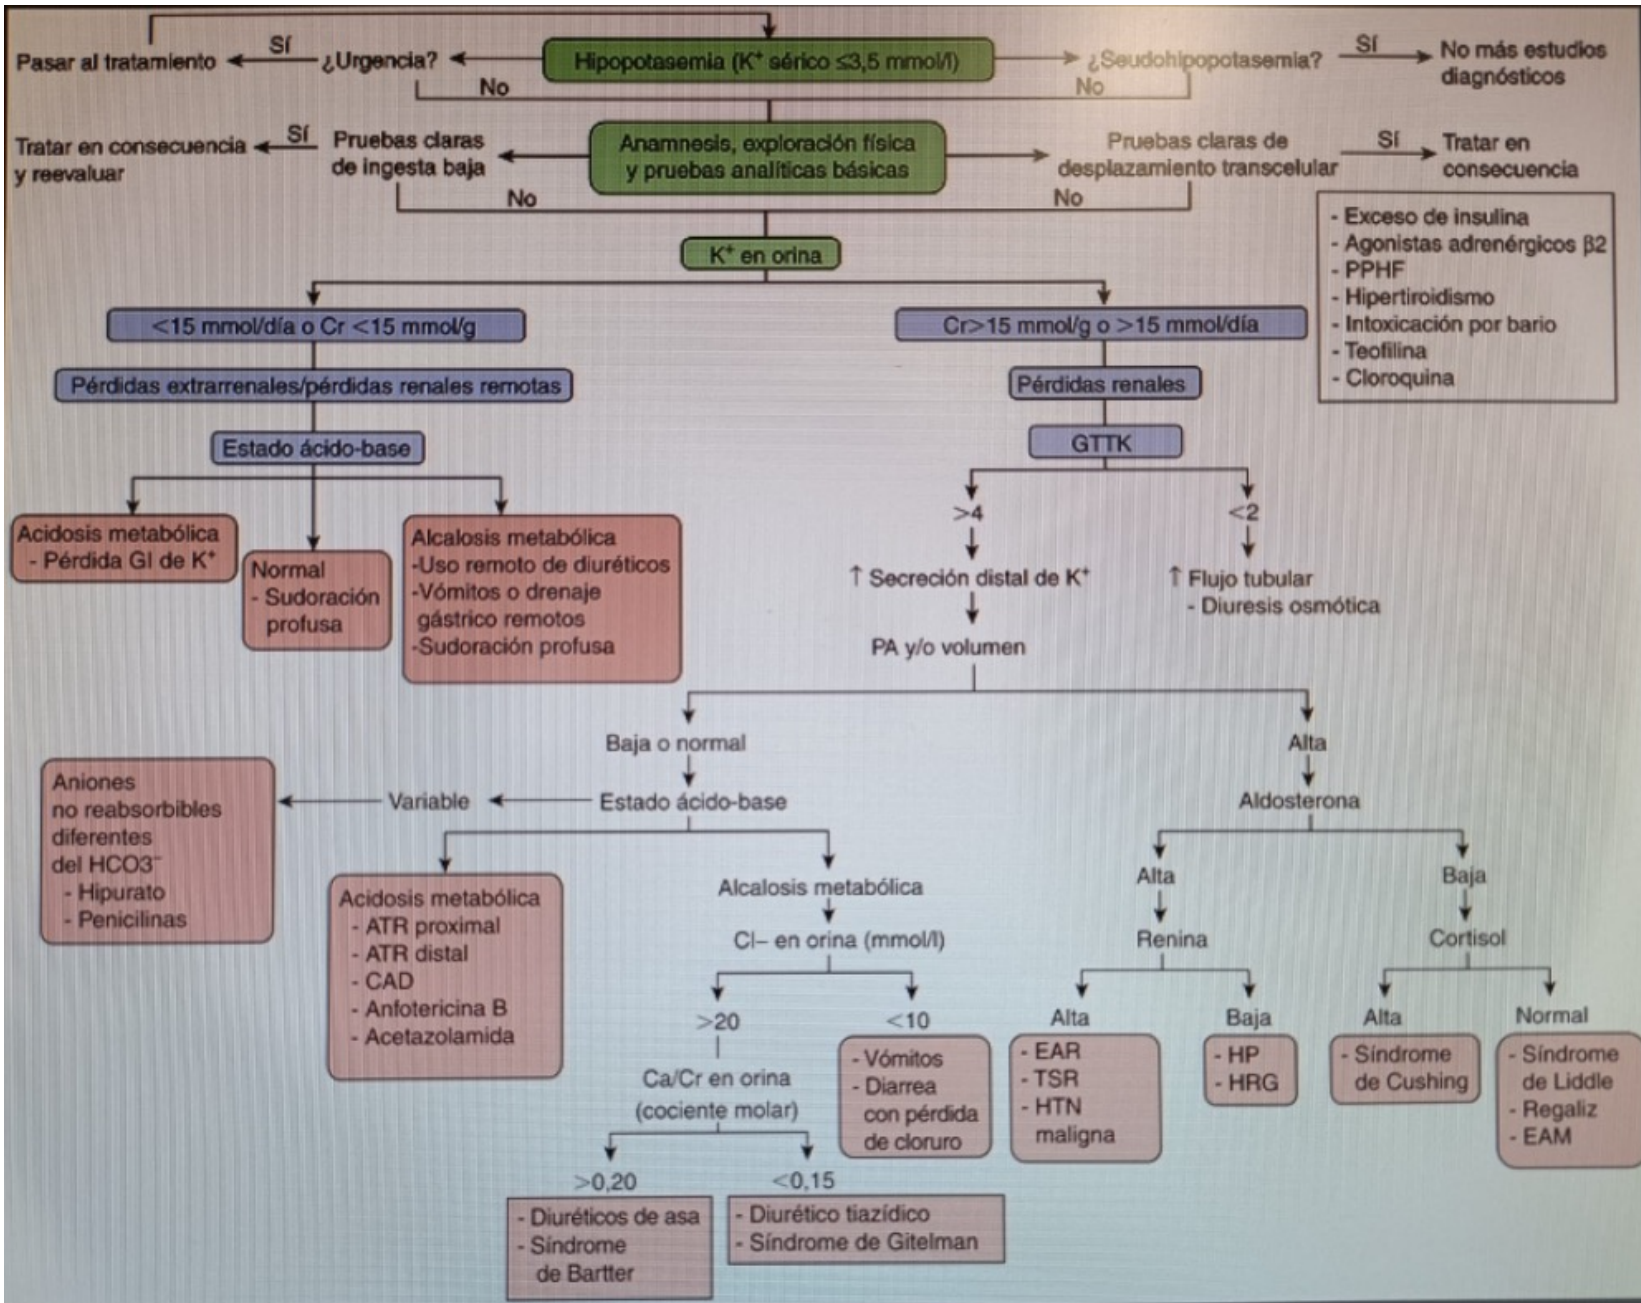 Pasar al tratamiento
Sí
¿Urgencia?
Hipopotasemia (K⁺ sérico ≤3,5 mmol/l)
¿Seudohipopotasemia?
Sí
No más estudios
diagnósticos
No
No
Tratar en consecuencia
y reevaluar
Sí
Pruebas claras
de ingesta baja
Anamnesis, exploración física
y pruebas analíticas básicas
Pruebas claras de
desplazamiento transcelular
Sí
Tratar en
consecuencia
No
No
- Exceso de insulina
- Agonistas adrenérgicos β2
- PPHF
- Hipertiroidismo
- Intoxicación por bario
- Teofilina
- Cloroquina
K⁺ en orina
<15 mmol/día o Cr <15 mmol/g
Cr>15 mmol/g o >15 mmol/día
Pérdidas extrarrenales/pérdidas renales remotas
Pérdidas renales
Estado ácido-base
GTTK
Acidosis metabólica
- Pérdida GI de K⁺
Normal
- Sudoración
profusa
Alcalosis metabólica
-Uso remoto de diuréticos
-Vómitos o drenaje
gástrico remotos
-Sudoración profusa
>4
<2
↑ Secreción distal de K⁺
↑ Flujo tubular
- Diuresis osmótica
PA y/o volumen
Baja o normal
Alta
Aniones
no reabsorbibles
diferentes
del HCO3⁻
- Hipurato
- Penicilinas
Variable
Estado ácido-base
Aldosterona
Acidosis metabólica
- ATR proximal
- ATR distal
- CAD
- Anfotericina B
- Acetazolamida
Alcalosis metabólica
Cl– en orina (mmol/l)
Alta
Baja
Renina
Cortisol
>20
<10
Alta
Baja
Alta
Normal
Ca/Cr en orina
(cociente molar)
- Vómitos
- Diarrea
con pérdida
de cloruro
- EAR
- TSR
- HTN
maligna
- HP
- HRG
- Síndrome
de Cushing
- Síndrome
de Liddle
- Regaliz
- EAM
>0,20
<0,15
- Diuréticos de asa
- Síndrome
de Bartter
- Diurético tiazídico
- Síndrome de Gitelman